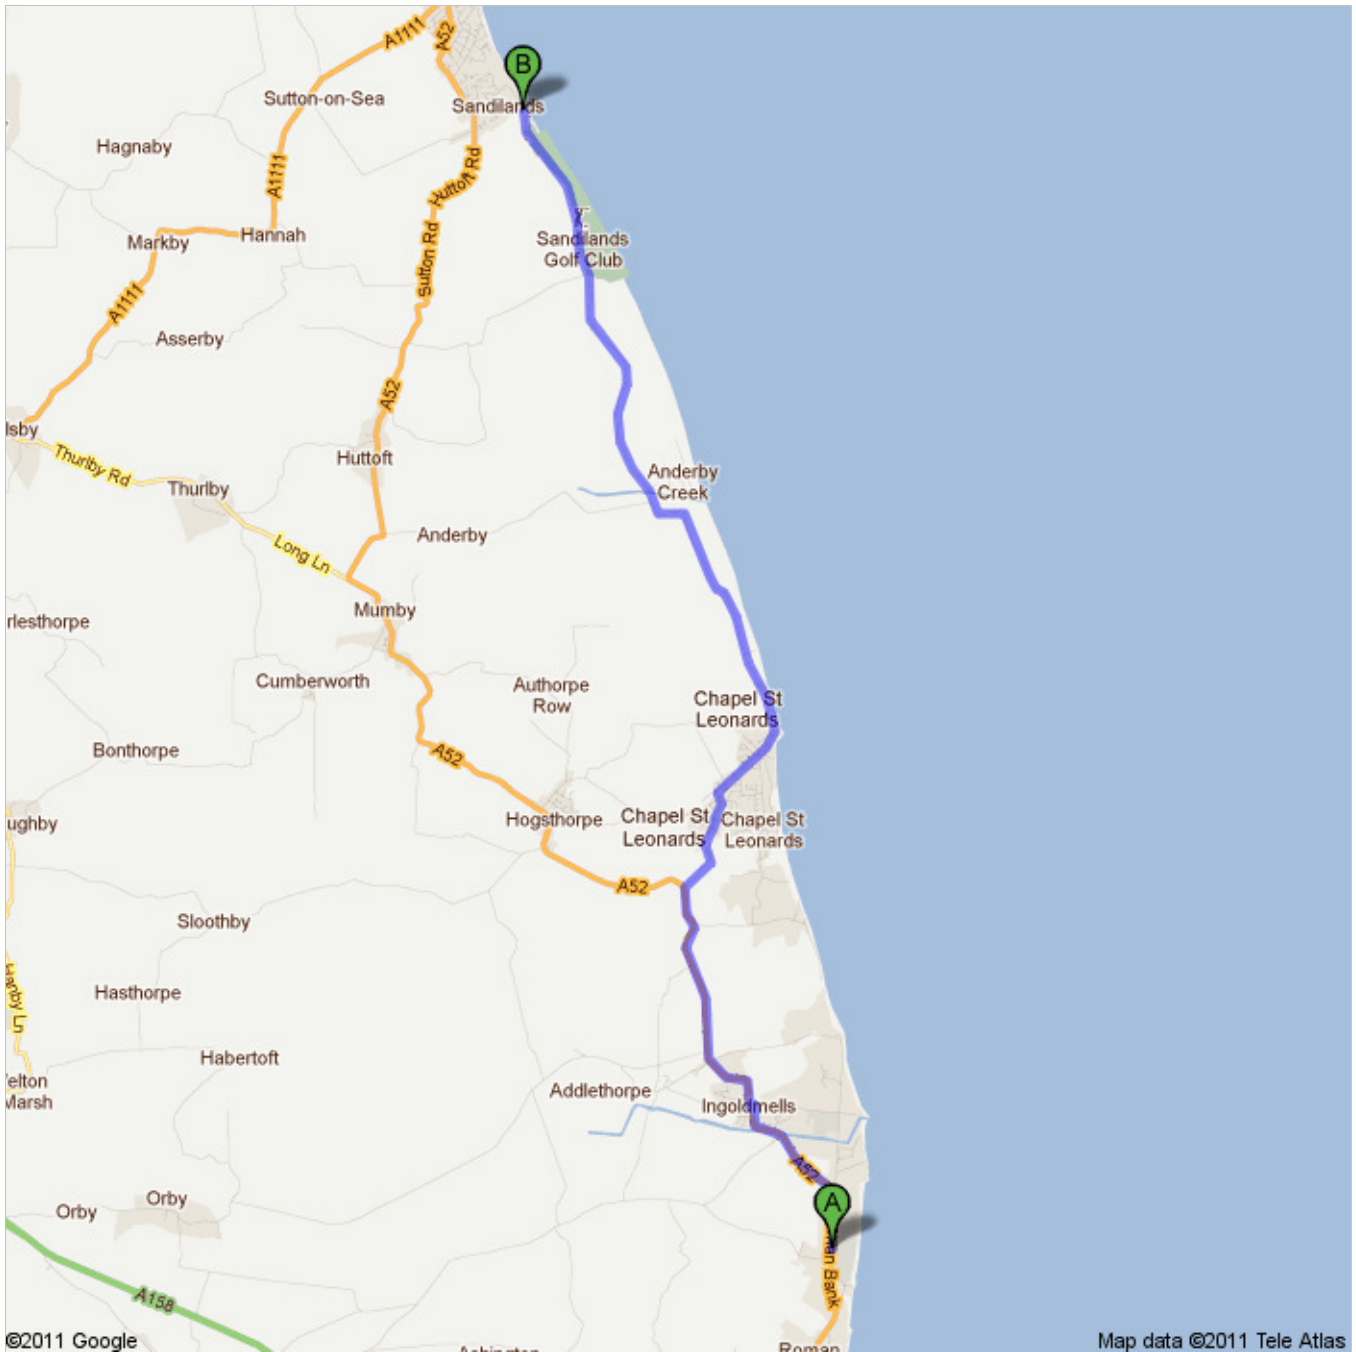 A1111
A52
B
Sutton-on-Sea
Sandilands
Hagnaby
A1111
Huttoft Rd
Markby
Hannah
Sandilands
Golf Club
Sutton Rd
A1111
Asserby
A52
lsby
Huttoft
Thurlby Rd
Thurlby
Anderby
Creek
Anderby
Long Ln
Mumby
rlesthorpe
Cumberworth
Authorpe
Row
Chapel St
Leonards
Bonthorpe
A52
ughby
Hogsthorpe
Chapel St
Leonards
Chapel St
Leonards
A52
Sloothby
Hasthorpe
Habertoft
elton
Marsh
Addlethorpe
Ingoldmells
A52
Orby
Orby
A
Bank
A158
©2011 Google
Roman
Map data ©2011 Tele Atlas